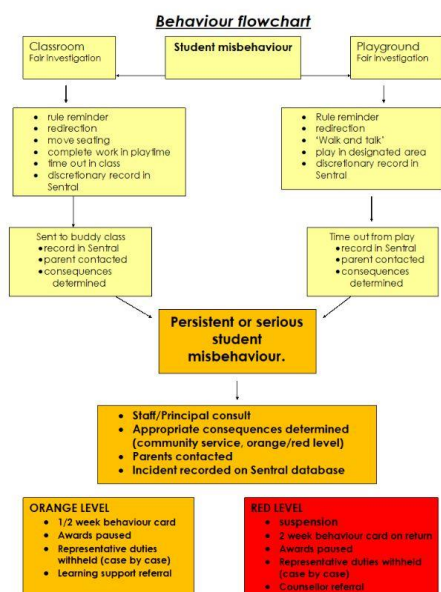 Behaviour flowchart
Classroom
Fair Investigation
Student misbehaviour
Playground
Fair Investigation
• rule reminder
• redirection
• move seating
• complete work in playtime
• time out in class
• discretionary record in
Sentral
• Rule reminder
• redirection
• 'Walk and talk'
• play in designated area
• discretionary record in
Sentral
Sent to buddy class
• record in Sentral
• parent contacted
• consequences
determined
Time out from play
• record in Sentral
• parent contacted
• consequences
determined
Persistent or serious
student
misbehaviour.
• Staff/Principal consult
• Appropriate consequences determined
(community service, orange/red level)
• Parents contacted
• Incident recorded on Sentral database
ORANGE LEVEL
• 1/2 week behaviour card
• Awards paused
• Representative duties
withheld (case by case)
• Learning support referral
RED LEVEL
• suspension
• 2 week behaviour card on return
• Awards paused
• Representative duties withheld
(case by case)
• Counsellor referral